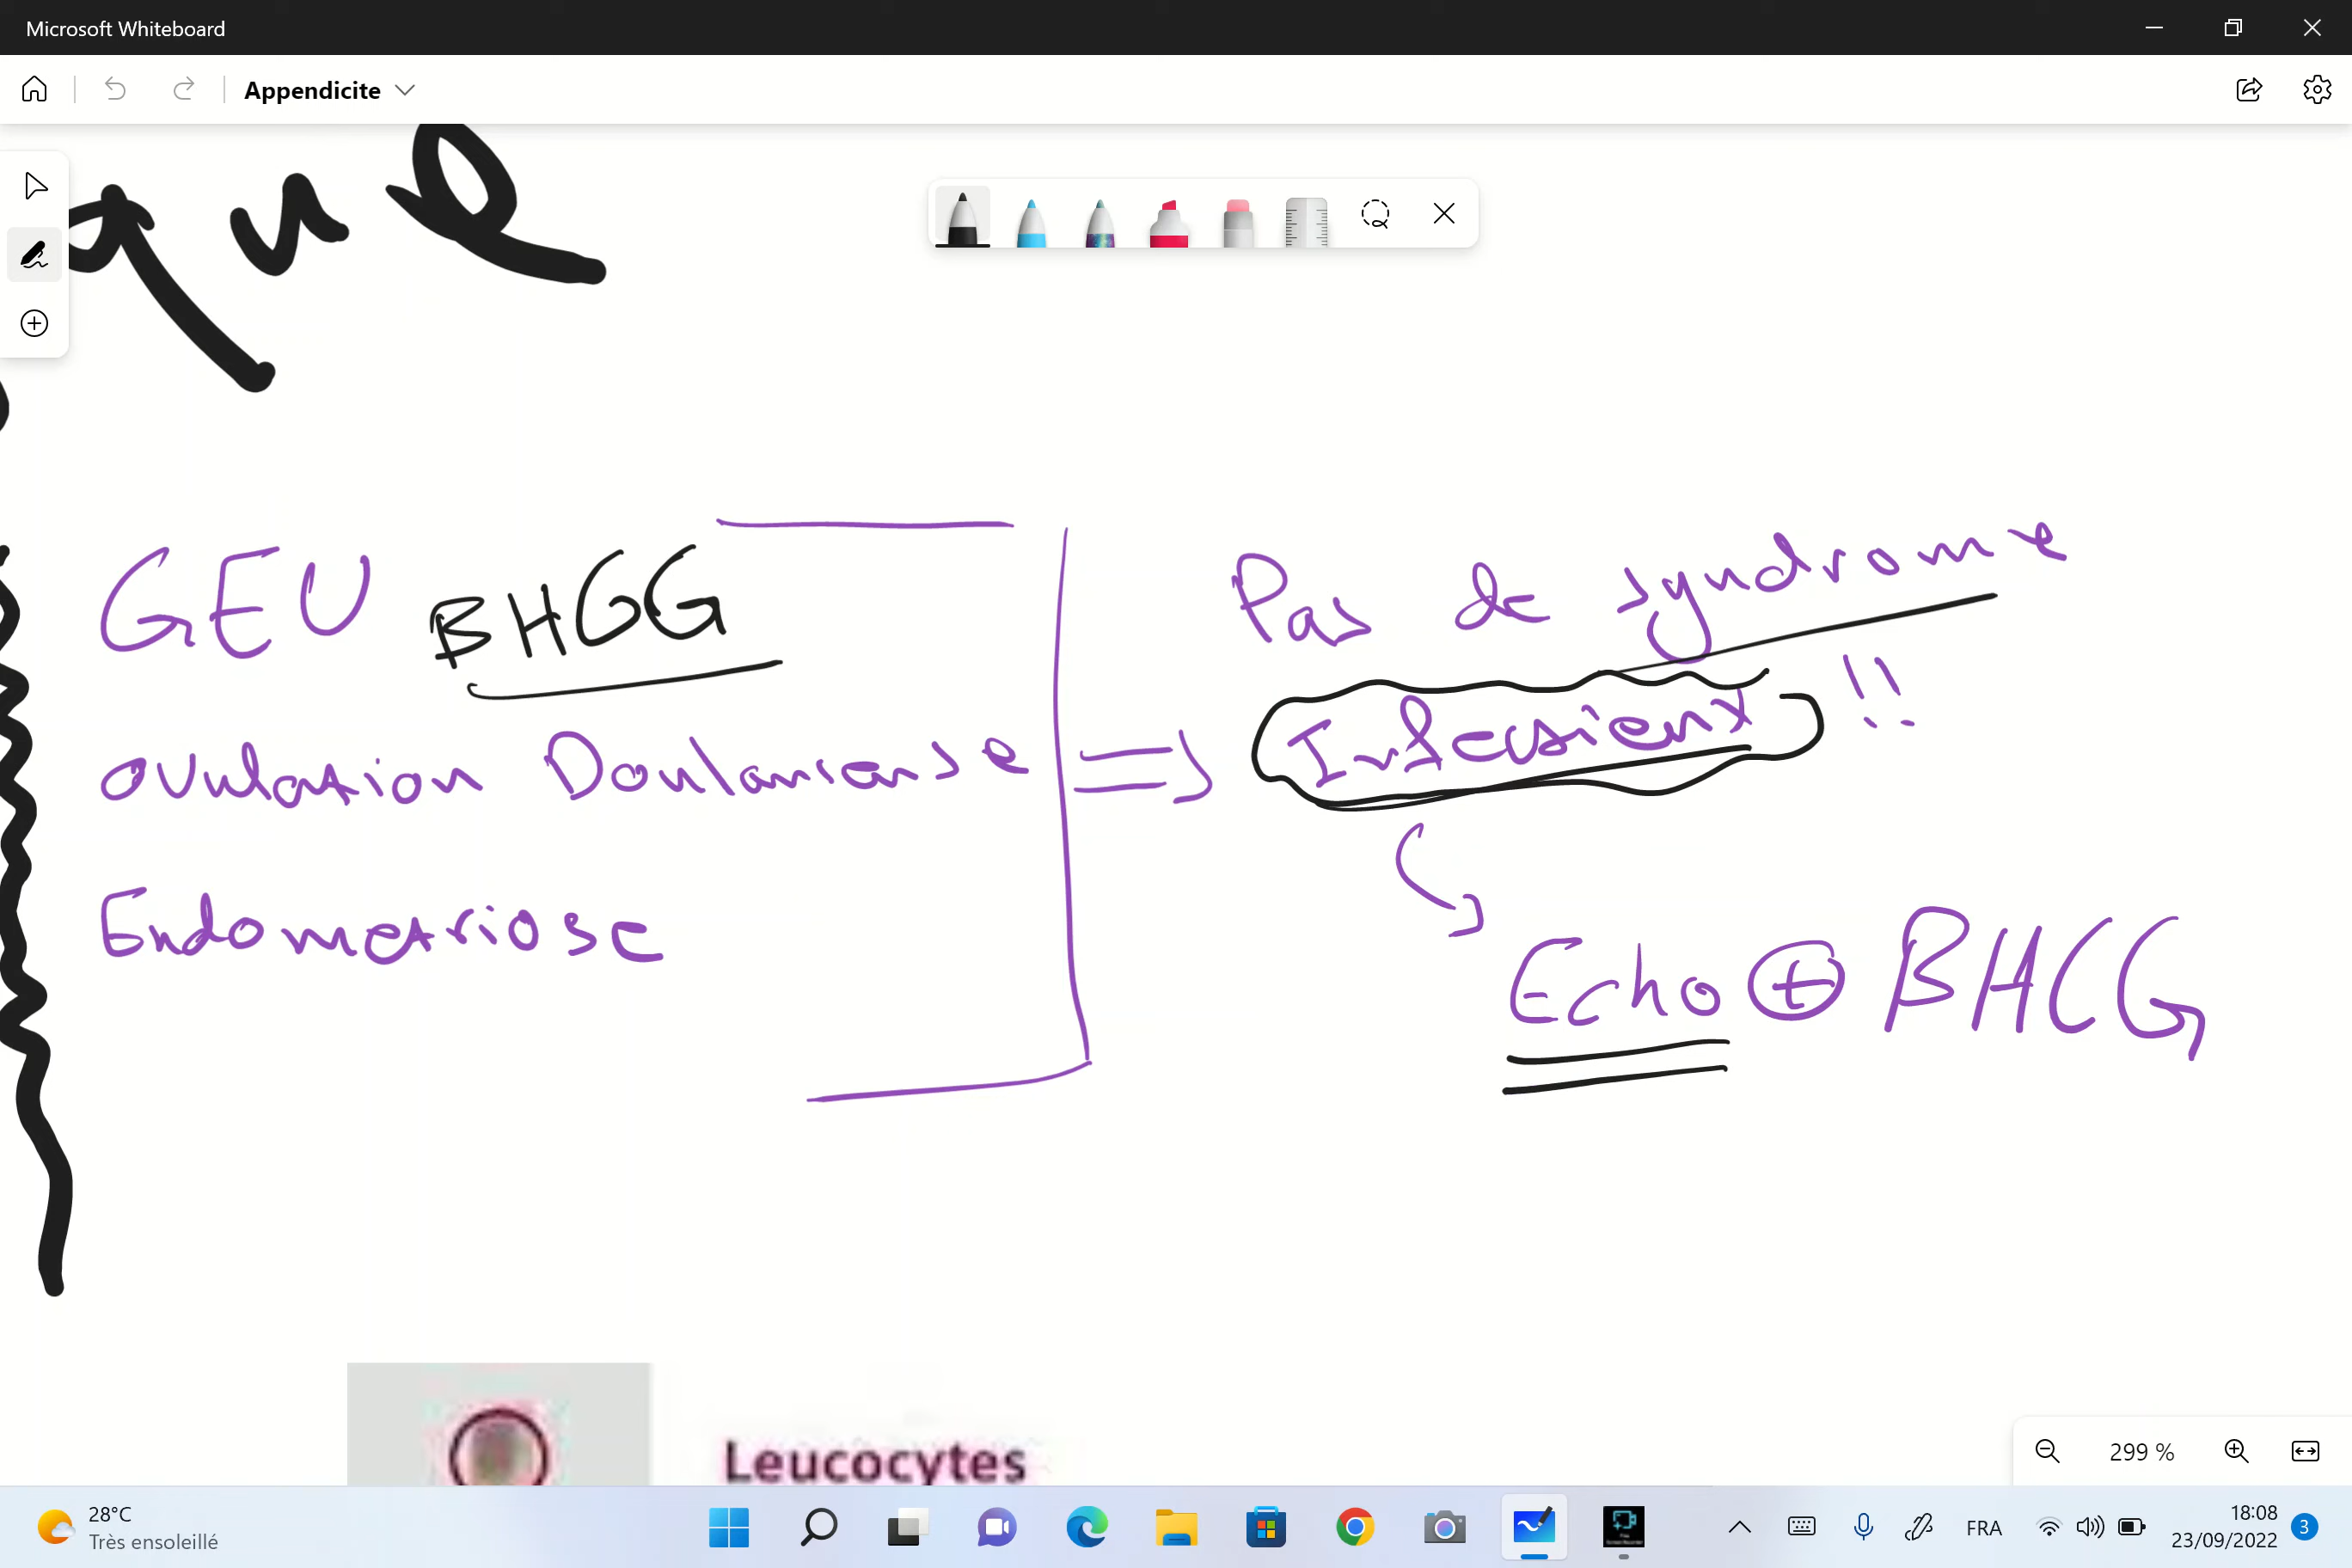 Microsoft Whiteboard
Appendicite
que
GEU BHGG
ovulation Douloureuse
Endometriose
Pas de syndrome
Infectieux !!
Echo + BHCG
Leucocytes
299 %
28°C
Très ensoleillé
FRA
18:08
23/09/2022
3